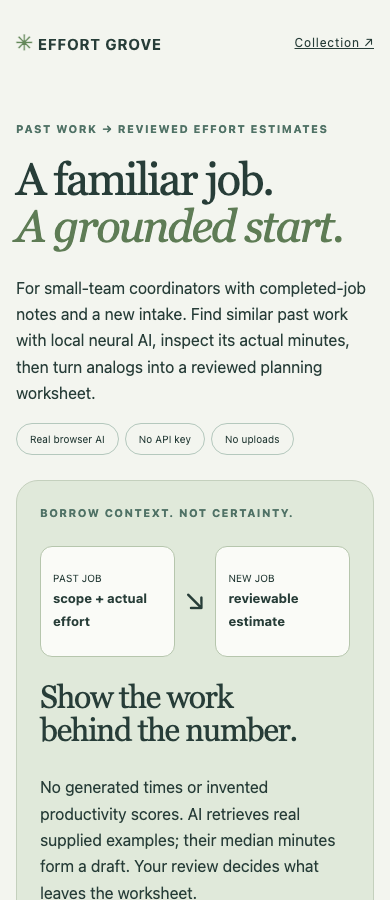 EFFORT GROVE
Collection ↗
PAST WORK → REVIEWED EFFORT ESTIMATES
A familiar job.
A grounded start.
For small-team coordinators with completed-job
notes and a new intake. Find similar past work
with local neural AI, inspect its actual minutes,
then turn analogs into a reviewed planning
worksheet.
Real browser AI
No API key
No uploads
BORROW CONTEXT. NOT CERTAINTY.
PAST JOB
scope + actual
effort
NEW JOB
reviewable
estimate
Show the work
behind the number.
No generated times or invented
productivity scores. AI retrieves real
supplied examples; their median minutes
form a draft. Your review decides what
leaves the worksheet.